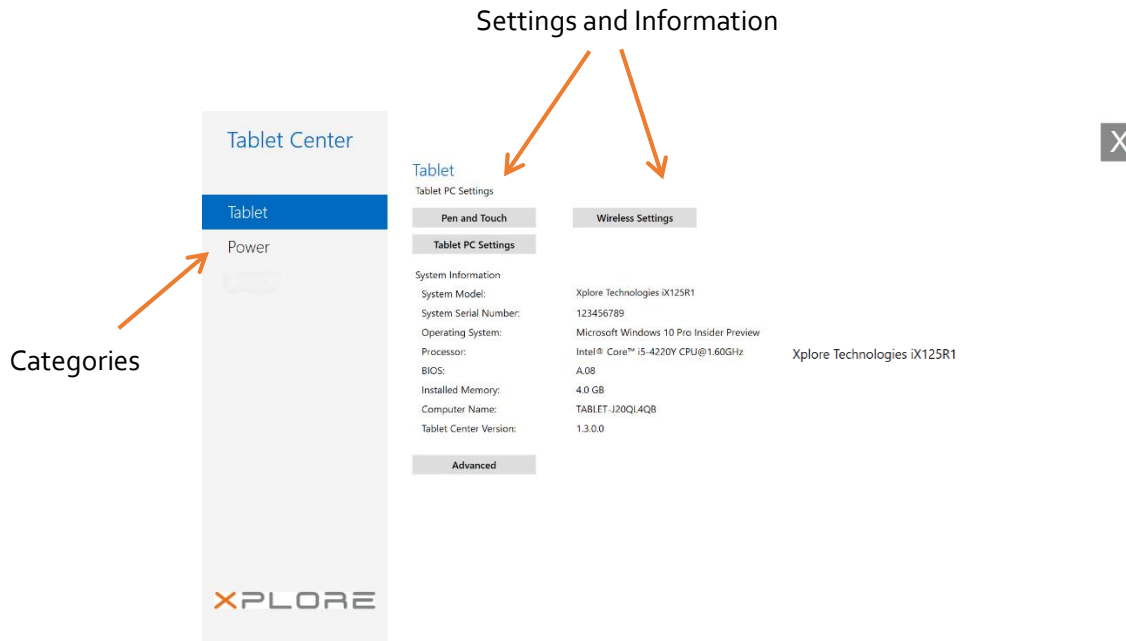 Settings and Information
Tablet Center
X
Tablet
Tablet PC Settings
Tablet
Pen and Touch
Wireless Settings
Power
Tablet PC Settings
System Information
System Model: Xplore Technologies iX125R1
System Serial Number: 123456789
Operating System: Microsoft Windows 10 Pro Insider Preview
Processor: Intel® Core™ i5-4220Y CPU@1.60GHz
Xplore Technologies iX125R1
Categories
BIOS: A.08
Installed Memory: 4.0 GB
Computer Name: TABLET-J20QL4QB
Tablet Center Version: 1.3.0.0
Advanced
XPLORE